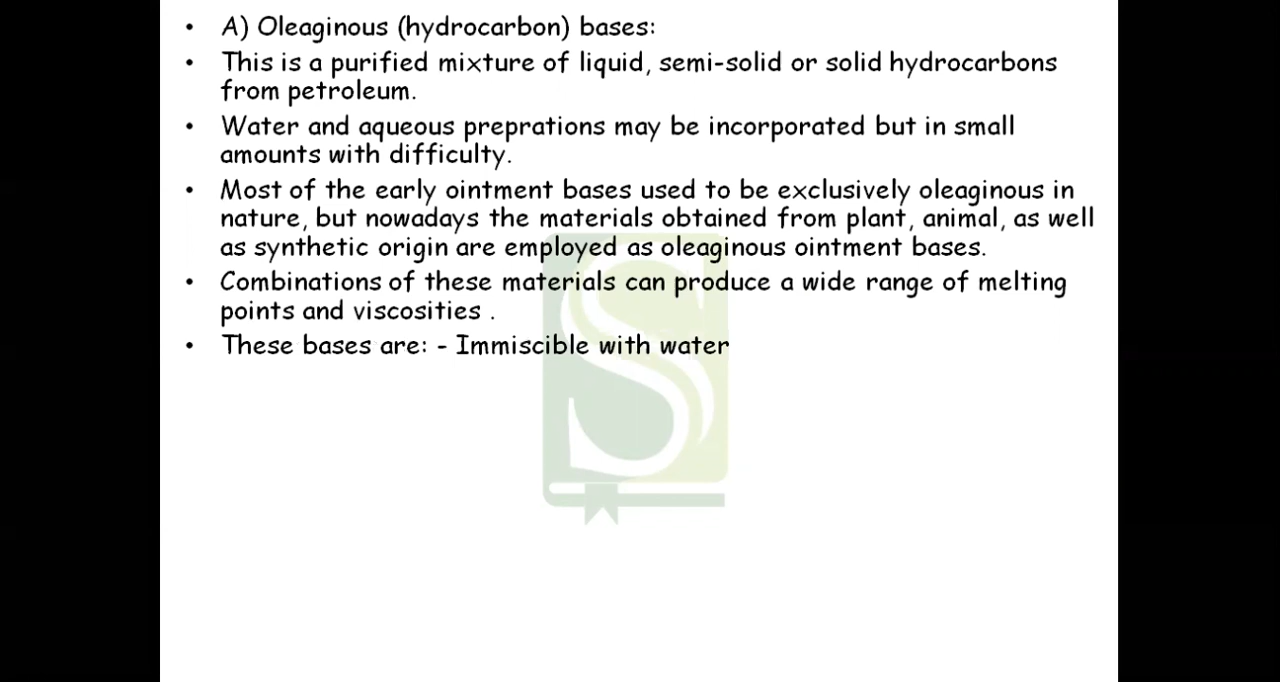 • A) Oleaginous (hydrocarbon) bases:
• This is a purified mixture of liquid, semi-solid or solid hydrocarbons
from petroleum.
• Water and aqueous preprations may be incorporated but in small
amounts with difficulty.
• Most of the early ointment bases used to be exclusively oleaginous in
nature, but nowadays the materials obtained from plant, animal, as well
as synthetic origin are employed as oleaginous ointment bases.
• Combinations of these materials can produce a wide range of melting
points and viscosities .
• These bases are: - Immiscible with water